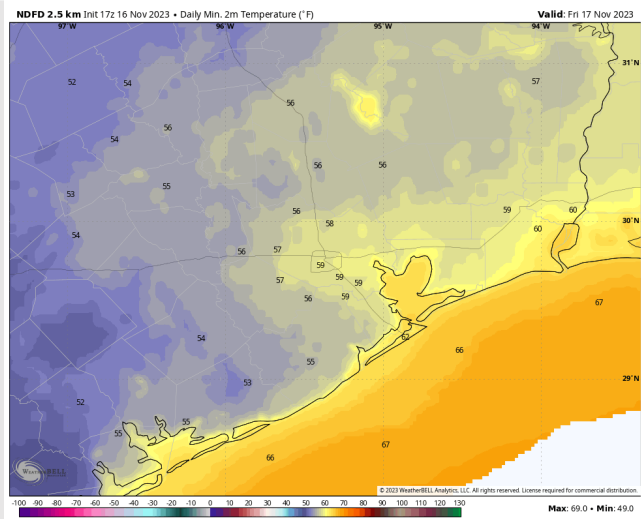 NDFD 2.5 km Init 17z 16 Nov 2023 • Daily Min. 2m Temperature (°F)
Valid: Fri 17 Nov 2023
97°W 96°W 95°W 94°W
31°N
57
52 54
56
56
54
56 56
55
53
59 60
56
30°N
58
60
54
56 57
59
59
57 59
56 59
67
62
54
66
55
29°N
53
52
55
55
67
66
WEATHERBELL
© 2023 WeatherBELL Analytics, LLC. All rights reserved. License required for commercial distribution.
-100 -90 -80 -70 -60 -50 -40 -30 -20 -10 0 10 20 30 40 50 60 70 80 90 100 110 120 130
Max: 69.0 • Min: 49.0